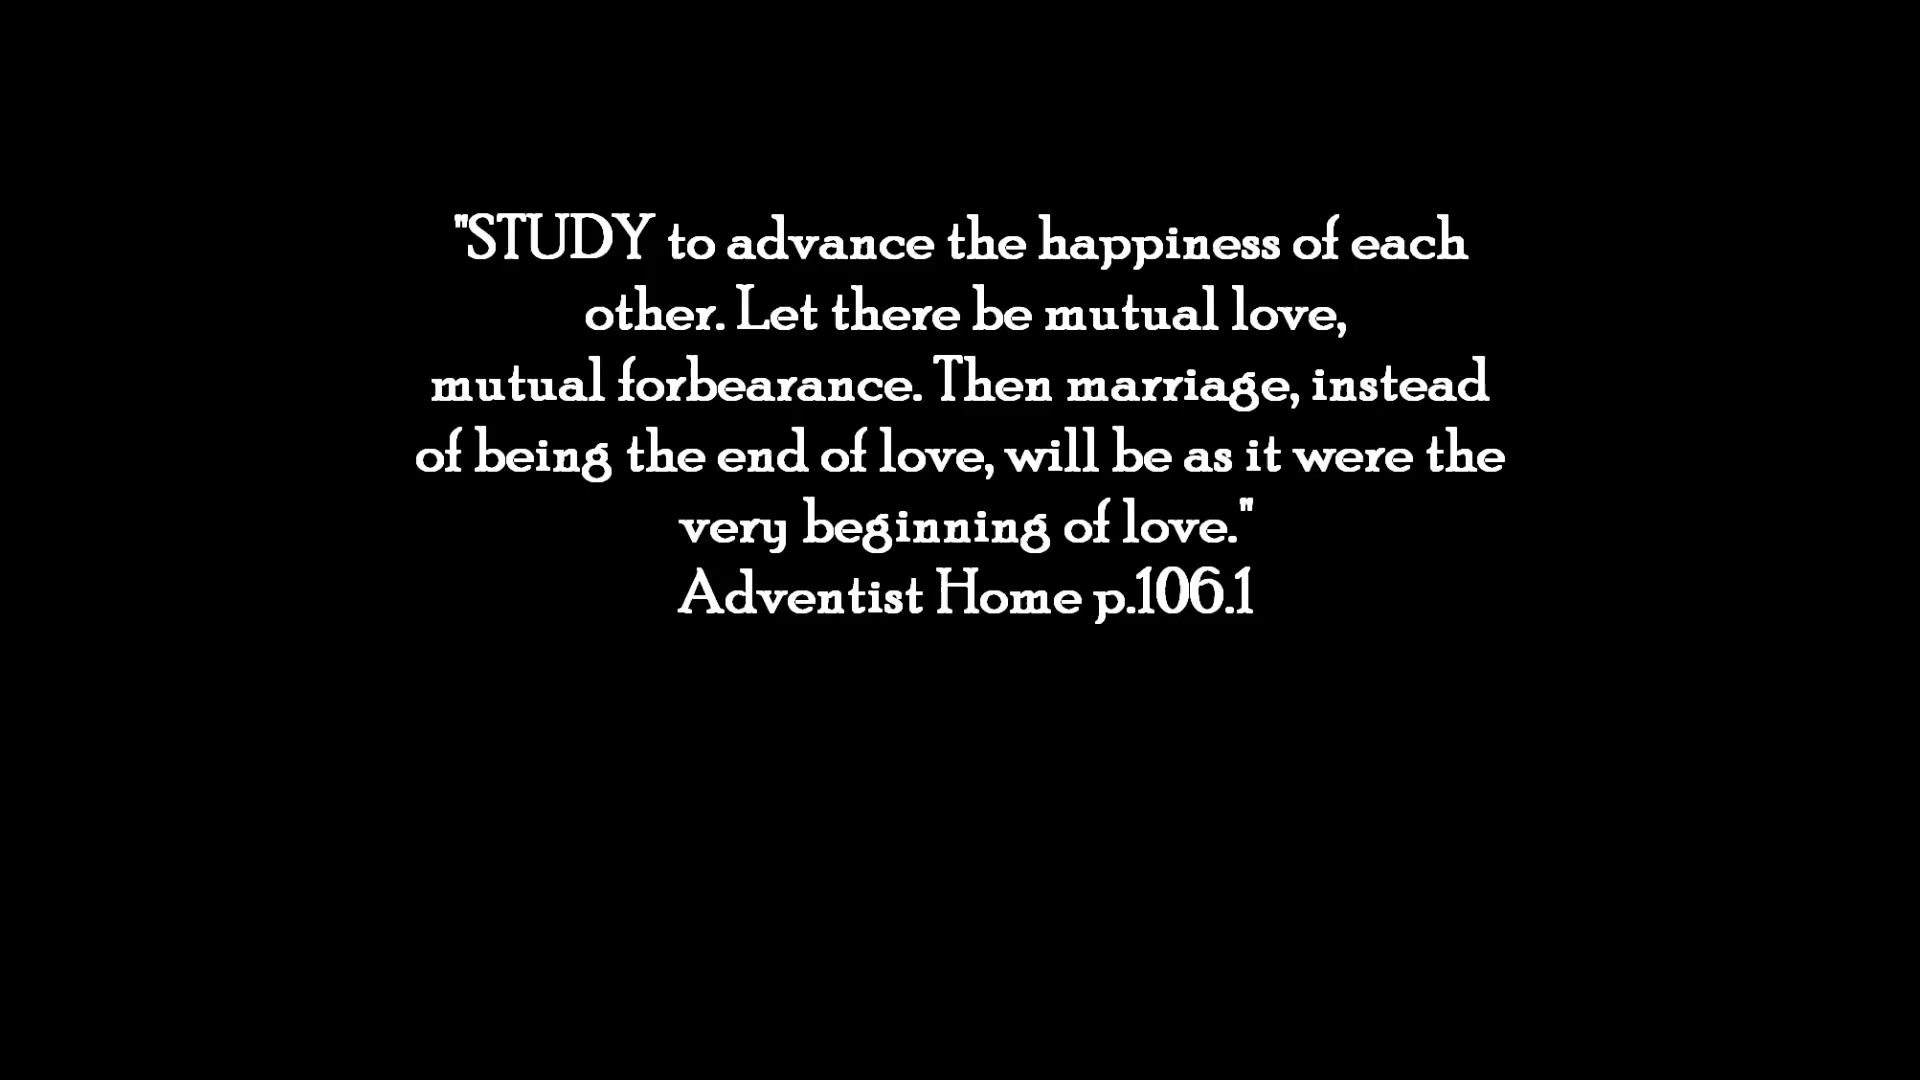 "STUDY to advance the happiness of each
other. Let there be mutual love,
mutual forbearance. Then marriage, instead
of being the end of love, will be as it were the
very beginning of love."
Adventist Home p.106.1